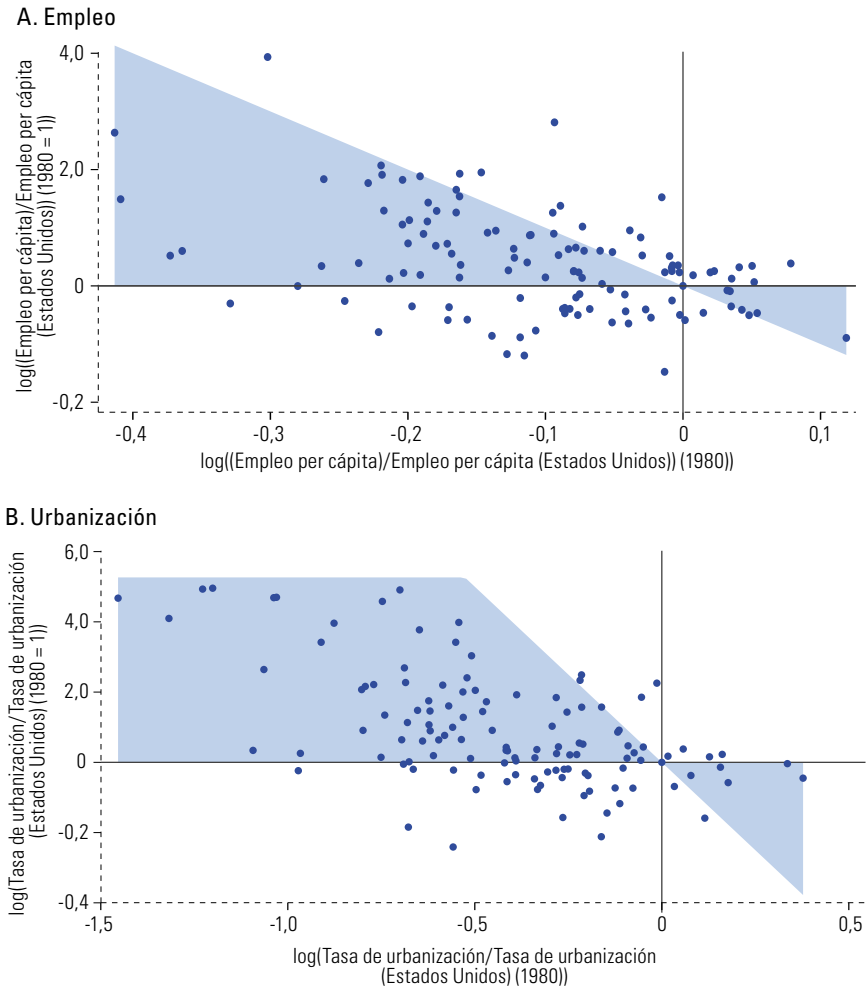 A. Empleo
log((Empleo per cápita)/Empleo per cápita
(Estados Unidos)) (1980 = 1))
4,0
2,0
0
-0,2
-0,4
-0,3
-0,2
-0,1
0
0,1
log((Empleo per cápita)/Empleo per cápita (Estados Unidos)) (1980))
B. Urbanización
log(Tasa de urbanización/Tasa de urbanización
(Estados Unidos) (1980 = 1))
6,0
4,0
2,0
0
-0,2
-0,4
-1,5
-1,0
-0,5
0
0,5
log(Tasa de urbanización/Tasa de urbanización
(Estados Unidos) (1980))